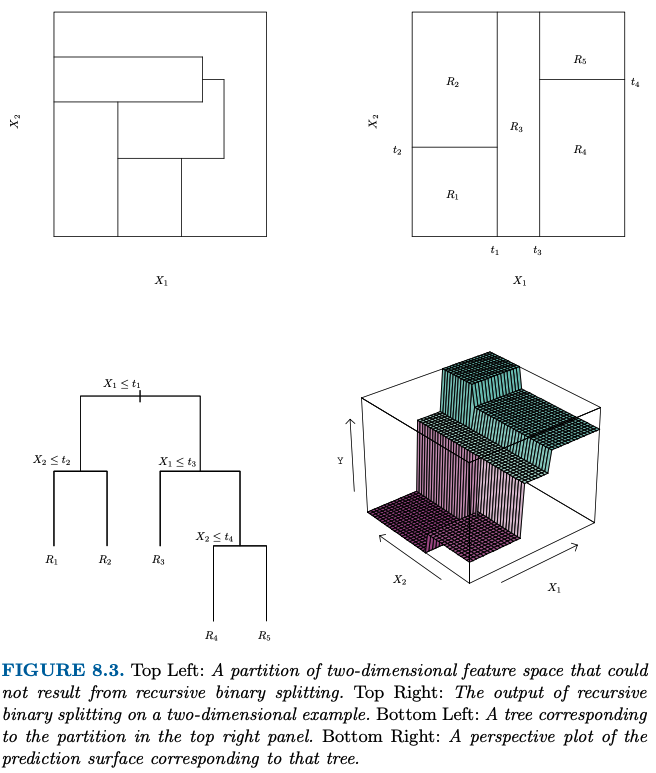 X₂
X₁
R₂
R₅
t₄
X₂
R₃
t₂
R₄
R₁
t₁
t₃
X₁
X₁ ≤ t₁
X₂ ≤ t₂
X₁ ≤ t₃
X₂ ≤ t₄
R₁
R₂
R₃
R₄
R₅
Y
X₂
X₁
FIGURE 8.3. Top Left: A partition of two-dimensional feature space that could
not result from recursive binary splitting. Top Right: The output of recursive
binary splitting on a two-dimensional example. Bottom Left: A tree corresponding
to the partition in the top right panel. Bottom Right: A perspective plot of the
prediction surface corresponding to that tree.